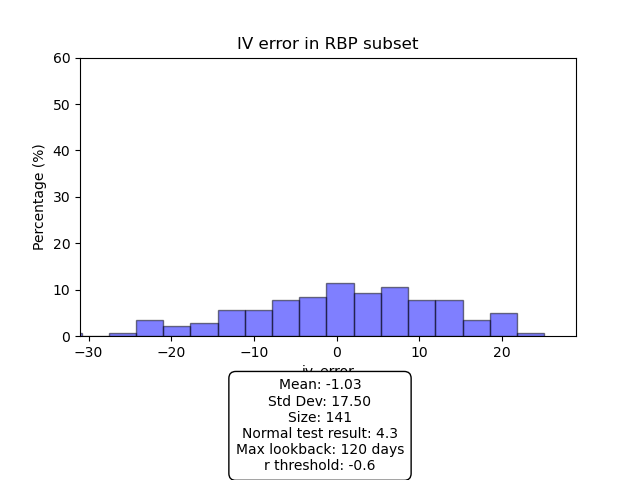 IV error in RBP subset
60
50
40
30
20
10
0
Percentage (%)
−30
−20
−10
0
10
20
iv_error
Mean: -1.03
Std Dev: 17.50
Size: 141
Normal test result: 4.3
Max lookback: 120 days
r threshold: -0.6